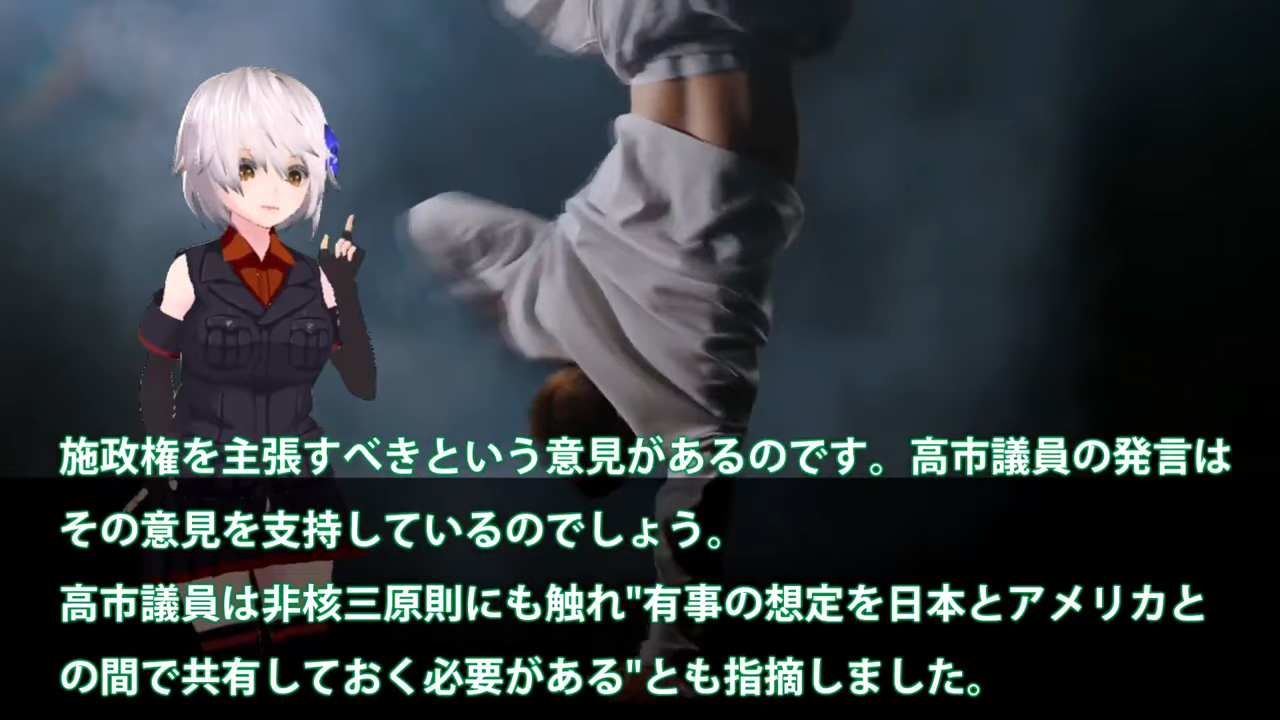 施政権を主張すべきという意見があるのです。高市議員の発言は
その意見を支持しているのでしょう。
高市議員は非核三原則にも触れ"有事の想定を日本とアメリカと
の間で共有しておく必要がある"とも指摘しました。